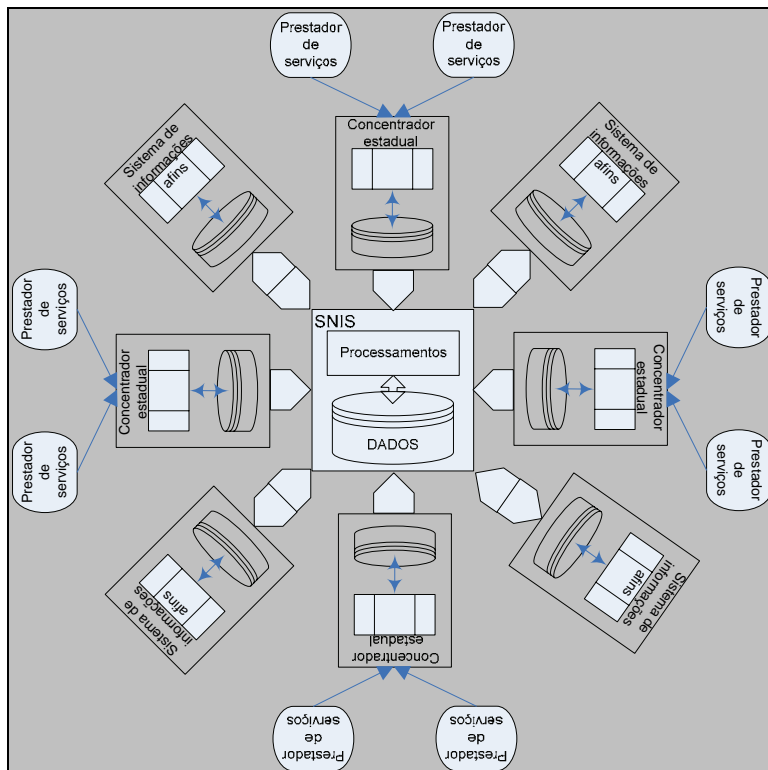 Prestador
de
serviços
Prestador
de
serviços
Concentrador
estadual
Sistema de
informações
afins
Sistema de
informações
afins
Prestador
de
serviços
Prestador
de
serviços
SNIS
Processamentos
DADOS
Concentrador
estadual
Concentrador
estadual
Prestador
de
serviços
Prestador
de
serviços
Sistema de
informações
afins
Sistema de
informações
afins
Concentrador
estadual
Prestador
de
serviços
Prestador
de
serviços